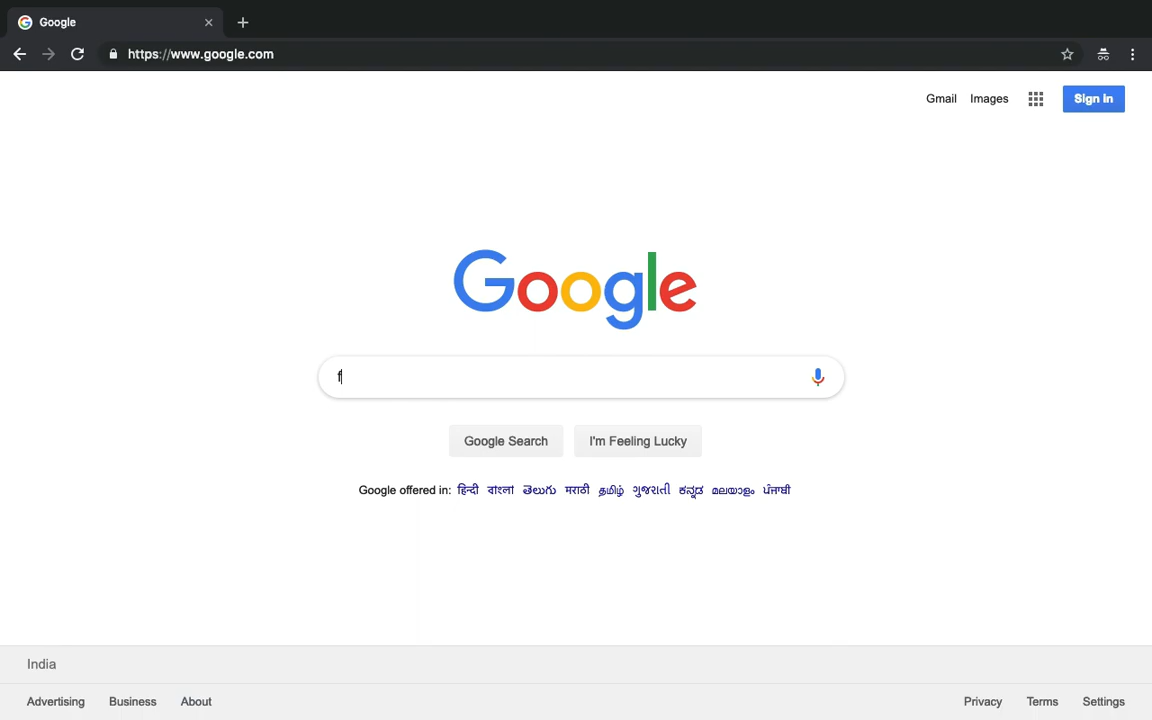 Google
https://www.google.com
Gmail Images Sign In
Google
f
Google Search I'm Feeling Lucky
Google offered in: हिन्दी বাংলা తెలుగు मराठी தமிழ் ગુજરાતી ಕನ್ನಡ മലയാളം ਪੰਜਾਬੀ
India
Advertising Business About Privacy Terms Settings